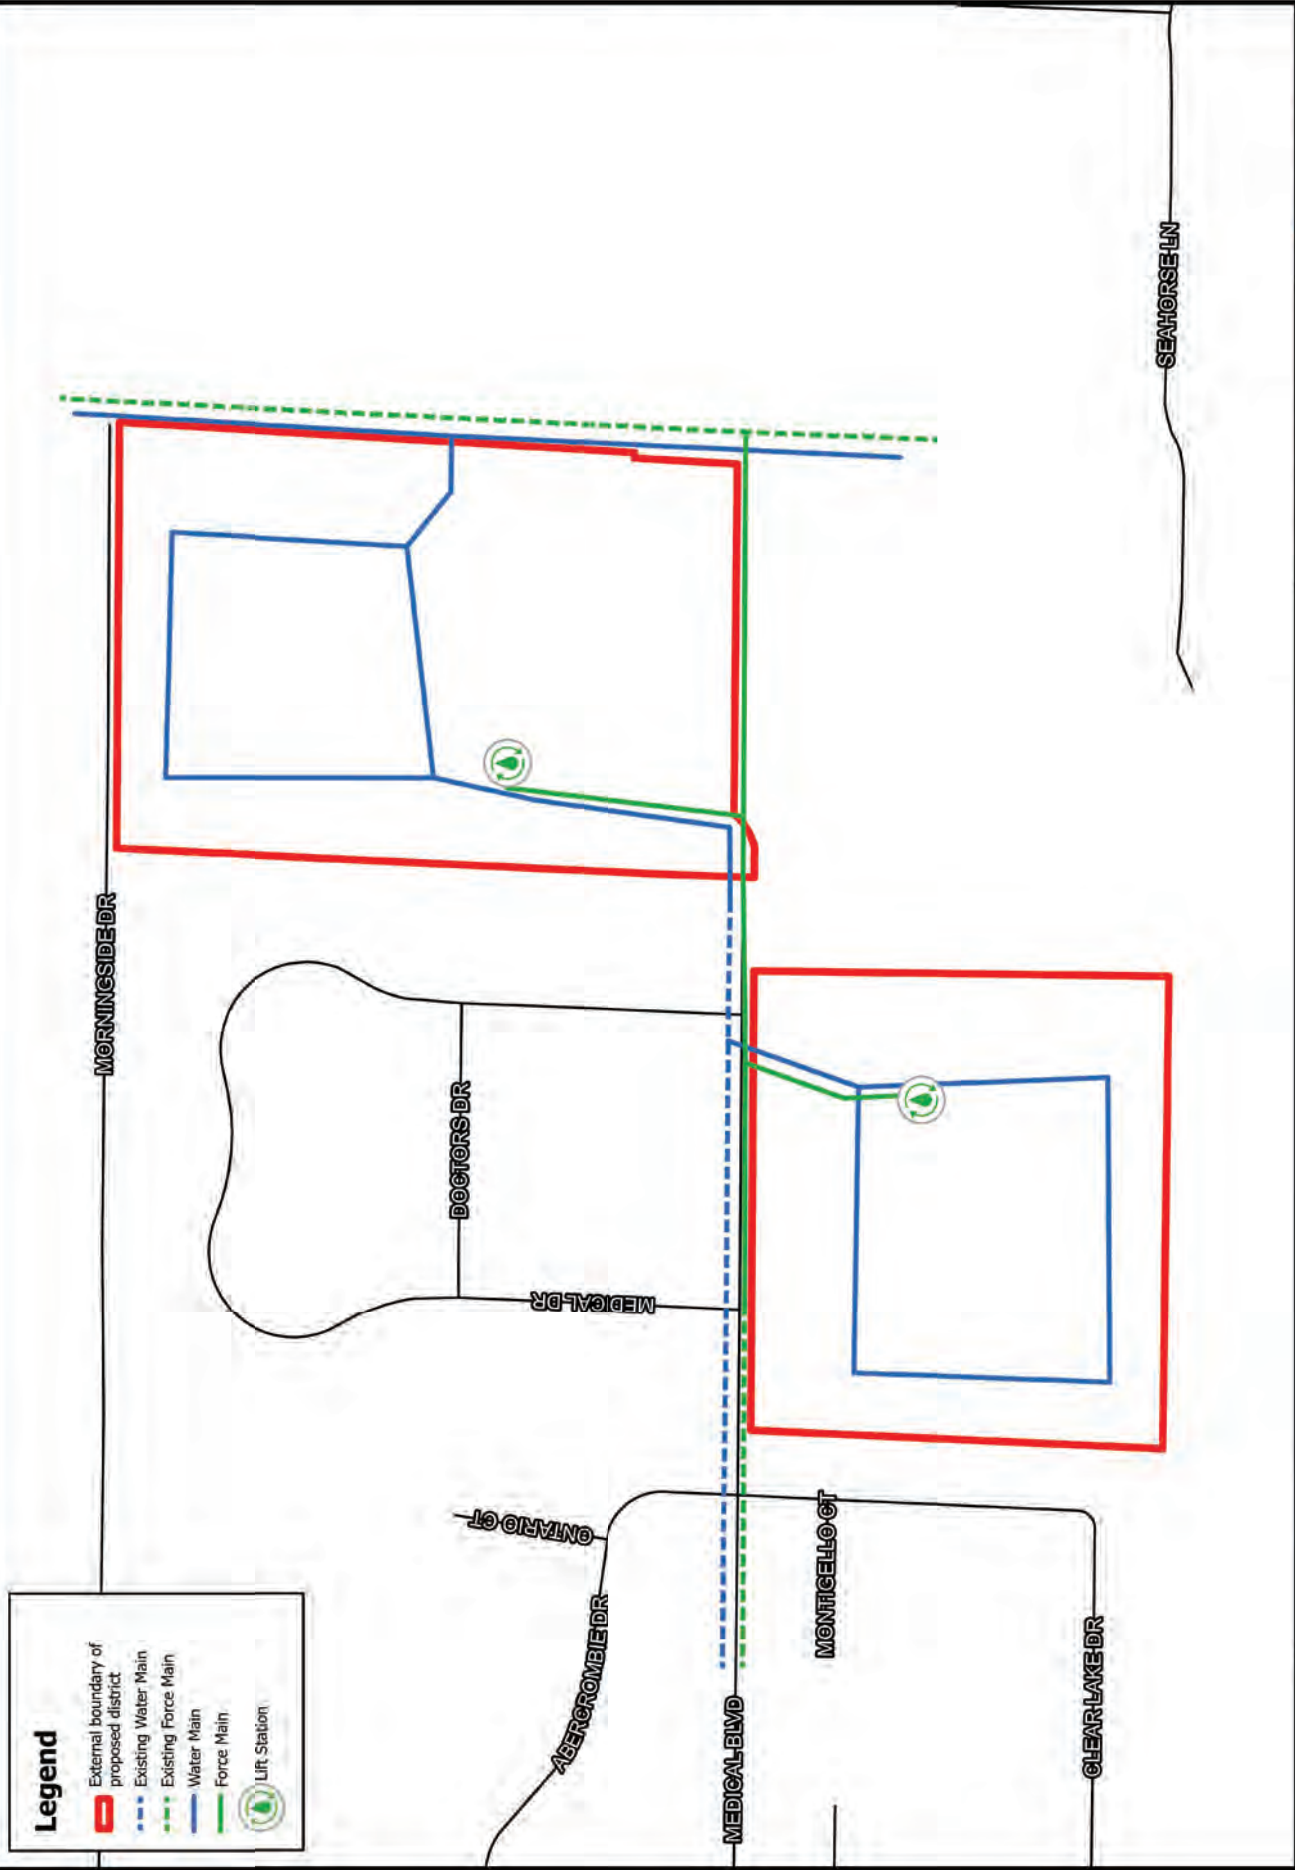 SEAHORSE LN
MORNINGSIDE DR
DOCTORS DR
MEDICAL DR
ONTARIO CT
ABERCROMBIE DR
MEDICAL BLVD
MONTICELLO CT
CLEAR LAKE DR
Legend
External boundary of
proposed district
Existing Water Main
Existing Force Main
Water Main
Force Main
Lift Station